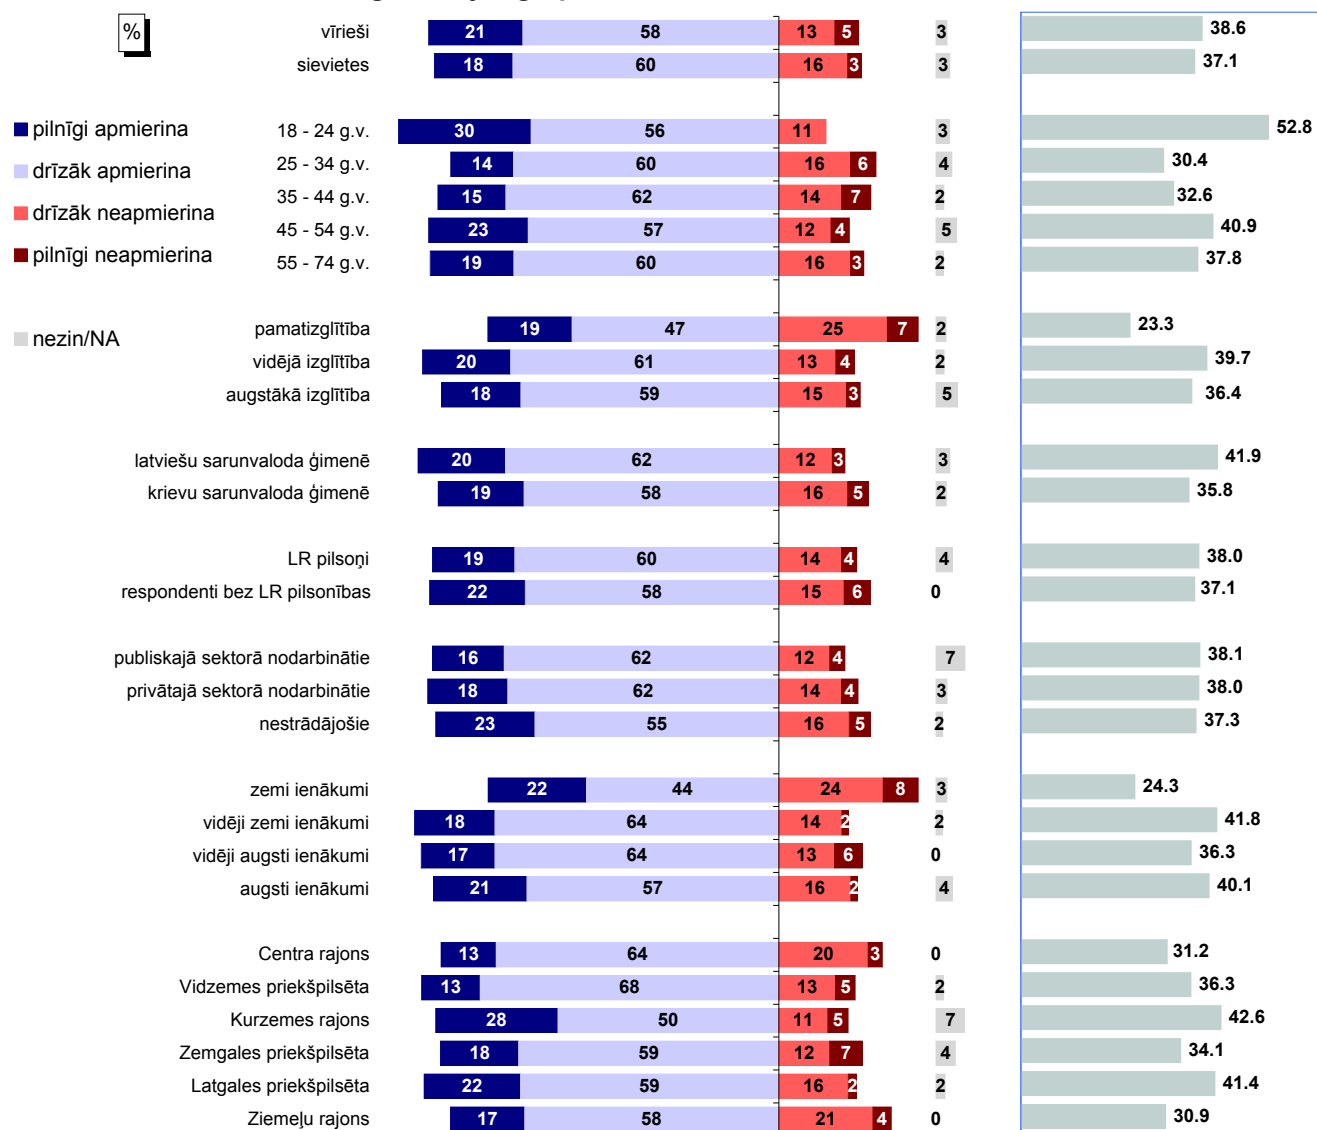 %
vīrieši 21 58 13 5 3 38.6
sievietes 18 60 16 3 3 37.1
pilnīgi apmierina
drīzāk apmierina
drīzāk neapmierina
pilnīgi neapmierina
nezin/NA
18 - 24 g.v. 30 56 11 3 52.8
25 - 34 g.v. 14 60 16 6 4 30.4
35 - 44 g.v. 15 62 14 7 2 32.6
45 - 54 g.v. 23 57 12 4 5 40.9
55 - 74 g.v. 19 60 16 3 2 37.8
pamatizglītība 19 47 25 7 2 23.3
vidējā izglītība 20 61 13 4 2 39.7
augstākā izglītība 18 59 15 3 5 36.4
latviešu sarunvaloda ģimenē 20 62 12 3 3 41.9
krievu sarunvaloda ģimenē 19 58 16 5 2 35.8
LR pilsoņi 19 60 14 4 4 38.0
respondenti bez LR pilsonības 22 58 15 6 0 37.1
publiskajā sektorā nodarbinātie 16 62 12 4 7 38.1
privātajā sektorā nodarbinātie 18 62 14 4 3 38.0
nestrādājošie 23 55 16 5 2 37.3
zemi ienākumi 22 44 24 8 3 24.3
vidēji zemi ienākumi 18 64 14 2 2 41.8
vidēji augsti ienākumi 17 64 13 6 0 36.3
augsti ienākumi 21 57 16 2 4 40.1
Centra rajons 13 64 20 3 0 31.2
Vidzemes priekšpilsēta 13 68 13 5 2 36.3
Kurzemes rajons 28 50 11 5 7 42.6
Zemgales priekšpilsēta 18 59 12 7 4 34.1
Latgales priekšpilsēta 22 59 16 2 2 41.4
Ziemeļu rajons 17 58 21 4 0 30.9